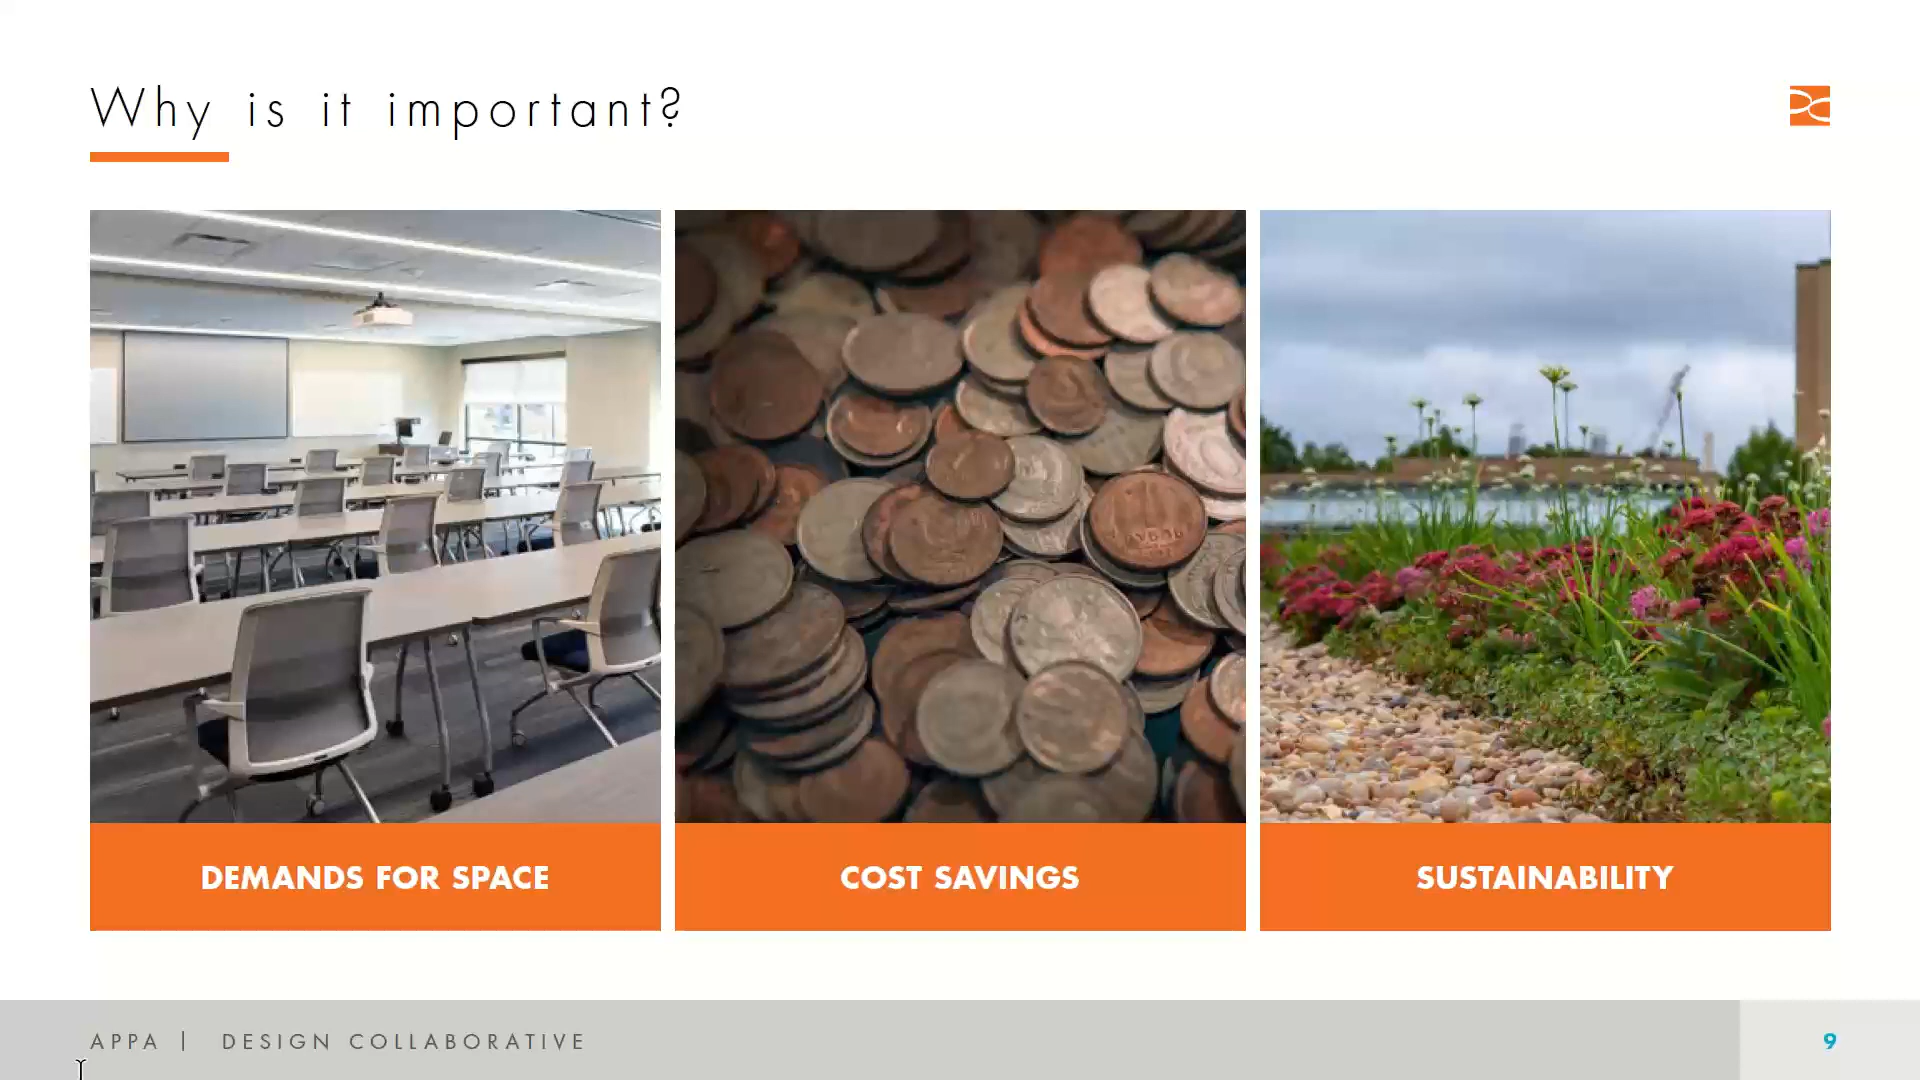 Why is it important?
DEMANDS FOR SPACE
COST SAVINGS
SUSTAINABILITY
APPA | DESIGN COLLABORATIVE
9